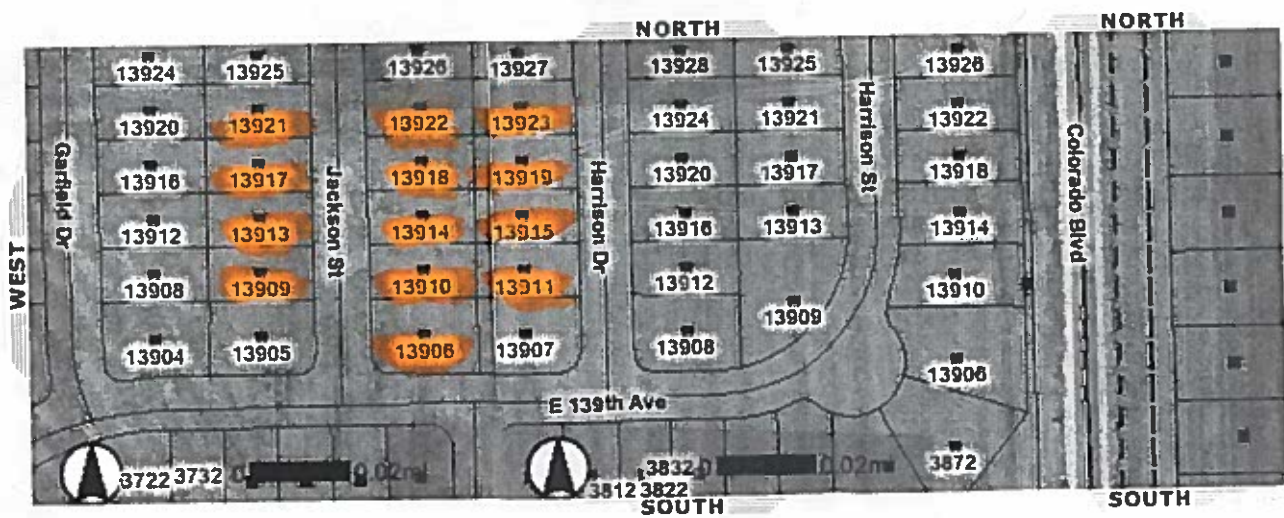 NORTH
NORTH
13924 13925 13926 13927 13928 13925 13926
13920 13921 13922 13923 13924 13921 13922
13916 13917 13918 13919 13920 13917 13918
13912 13913 13914 13915 13916 13913 13914
13908 13909 13910 13911 13912 13910
13909
13904 13905 13906 13907 13908
13906
Garfield Dr
Jackson St
Harrison Dr
Harrison St
Colorado Blvd
WEST
E 139th Ave
3722 3732 0 0.02mi
3812 3822 3832 0 0.02mi
3872
SOUTH
SOUTH